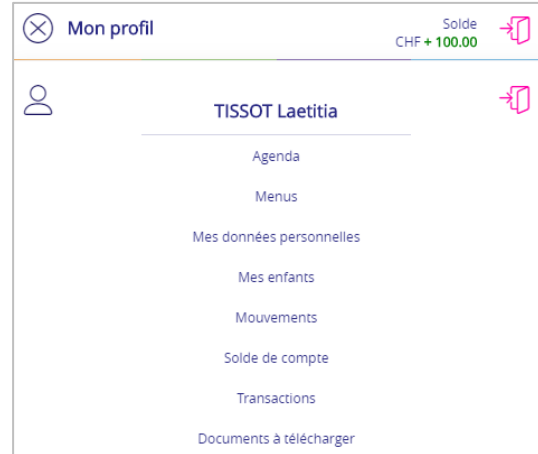 Mon profil
Solde
CHF + 100.00
TISSOT Laetitia
Agenda
Menus
Mes données personnelles
Mes enfants
Mouvements
Solde de compte
Transactions
Documents à télécharger